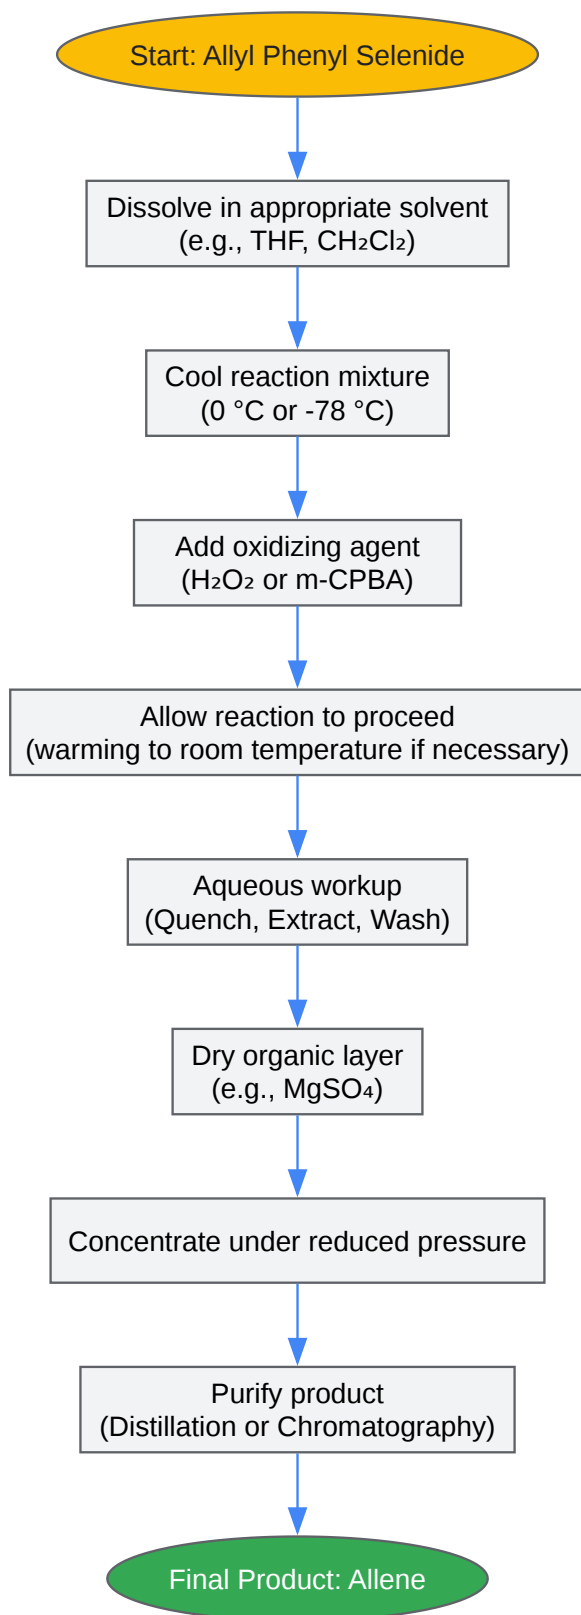 Start: Allyl Phenyl Selenide
Dissolve in appropriate solvent
(e.g., THF, CH₂Cl₂)
Cool reaction mixture
(0 °C or -78 °C)
Add oxidizing agent
(H₂O₂ or m-CPBA)
Allow reaction to proceed
(warming to room temperature if necessary)
Aqueous workup
(Quench, Extract, Wash)
Dry organic layer
(e.g., MgSO₄)
Concentrate under reduced pressure
Purify product
(Distillation or Chromatography)
Final Product: Allene